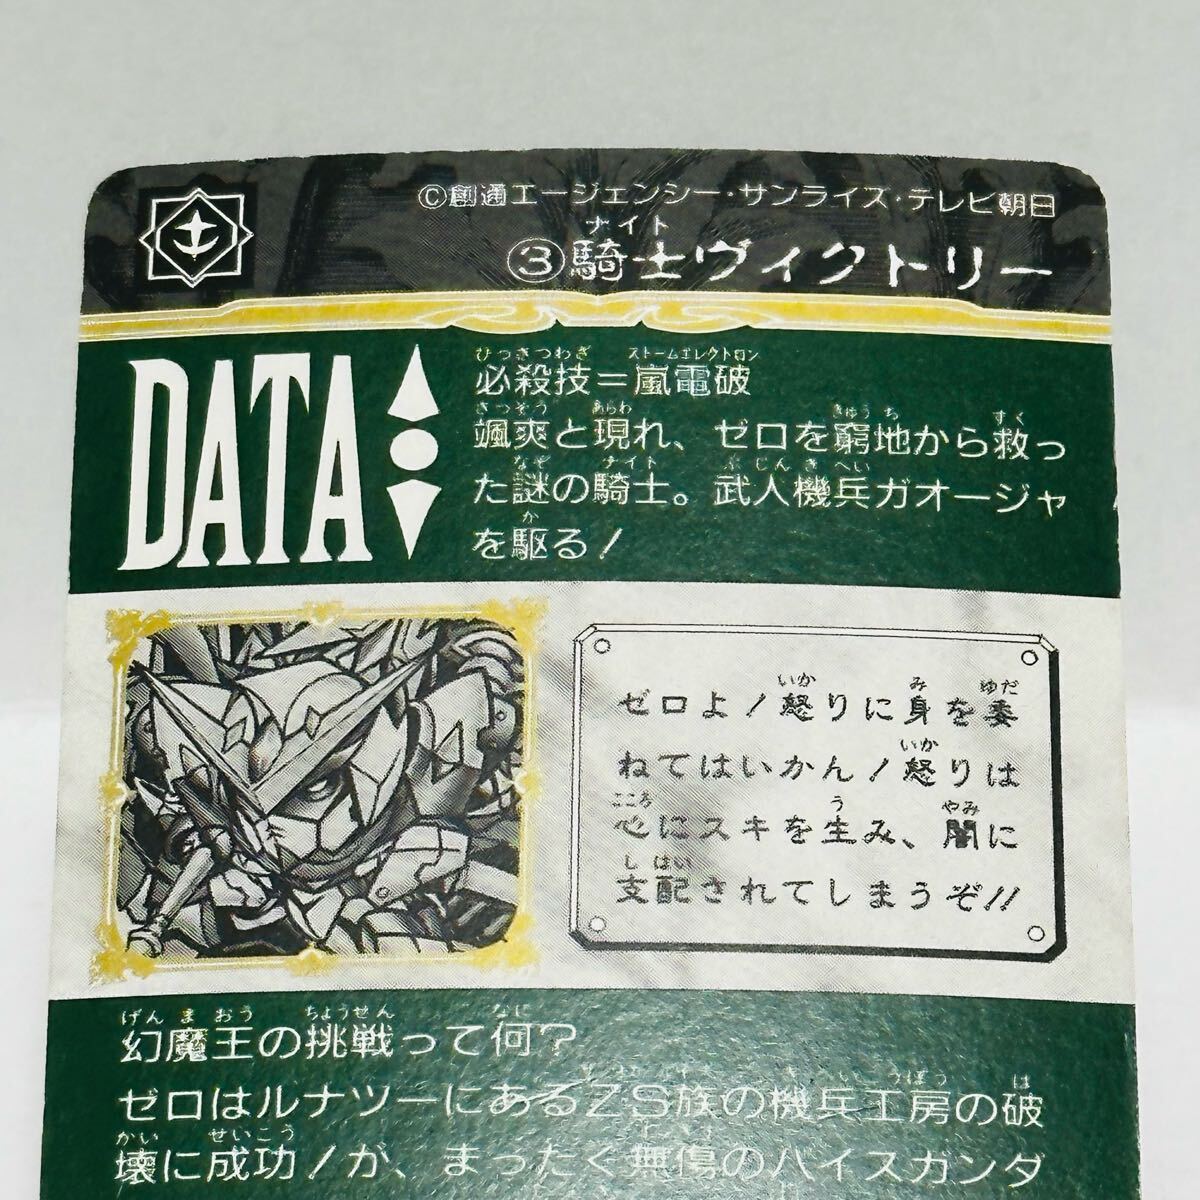 ©創通エージェンシー・サンライズ・テレビ朝日
ナイト
③騎士ヴィクトリー
DATA
ひっさつわざ ストームエレクトロン
必殺技=嵐電破
さっそう あらわ きゅうち すく
颯爽と現れ、ゼロを窮地から救っ
なぞ ナイト ぶじんきへい
た謎の騎士。武人機兵ガオージャ
か
を駆る!
いか み ゆだ
ゼロよ!怒りに身を委
いか
ねてはいかん!怒りは
こころ う やみ
心にスキを生み、闇に
しはい
支配されてしまうぞ!!
げんまおう ちょうせん なに
幻魔王の挑戦って何?
こうぼう は
ゼロはルナツーにあるZS族の機兵工房の破
かい せいこう
壊に成功!が、まったく無傷のハイスガンダ